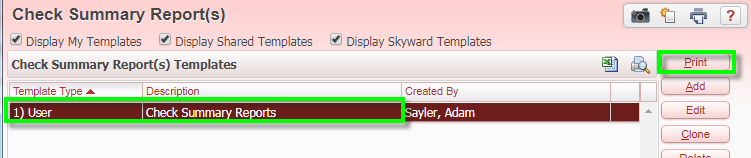 Check Summary Report(s)
?
Display My Templates Display Shared Templates Display Skyward Templates
Check Summary Report(s) Templates
Print
Template Type Description Created By
Add
1) User Check Summary Reports Sayler, Adam
Edit
Clone
Delete